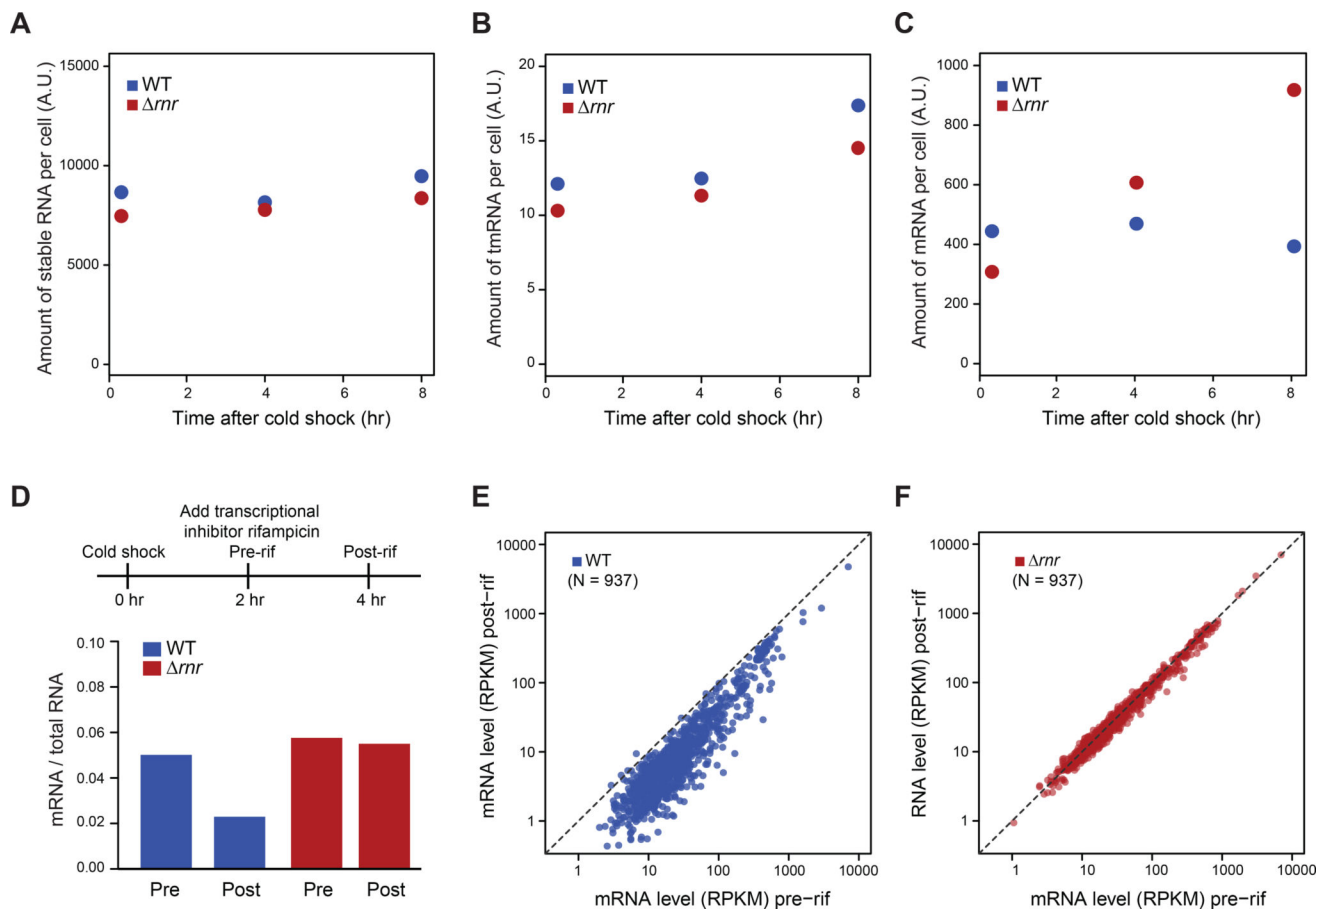 A
Amount of stable RNA per cell (A.U.)
15000
10000
5000
0
WT
Δrnr
0 2 4 6 8
Time after cold shock (hr)
B
Amount of tmRNA per cell (A.U.)
20
15
10
5
0
WT
Δrnr
0 2 4 6 8
Time after cold shock (hr)
C
Amount of mRNA per cell (A.U.)
1000
800
600
400
200
0
WT
Δrnr
0 2 4 6 8
Time after cold shock (hr)
D
Add transcriptional
inhibitor rifampicin
Cold shock Pre-rif Post-rif
0 hr 2 hr 4 hr
mRNA / total RNA
0.10
0.08
0.06
0.04
0.02
0.00
WT
Δrnr
Pre Post Pre Post
E
mRNA level (RPKM) post−rif
10000
1000
100
10
1
WT
(N = 937)
1 10 100 1000 10000
mRNA level (RPKM) pre−rif
F
RNA level (RPKM) post−rif
10000
1000
100
10
1
Δrnr
(N = 937)
1 10 100 1000 10000
mRNA level (RPKM) pre−rif